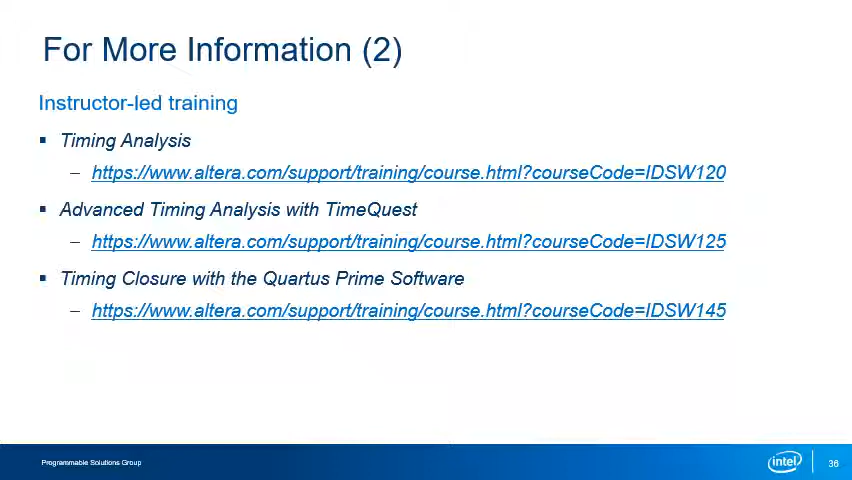 For More Information (2)
Instructor-led training
▪ Timing Analysis
– https://www.altera.com/support/training/course.html?courseCode=IDSW120
▪ Advanced Timing Analysis with TimeQuest
– https://www.altera.com/support/training/course.html?courseCode=IDSW125
▪ Timing Closure with the Quartus Prime Software
– https://www.altera.com/support/training/course.html?courseCode=IDSW145
Programmable Solutions Group
intel
36